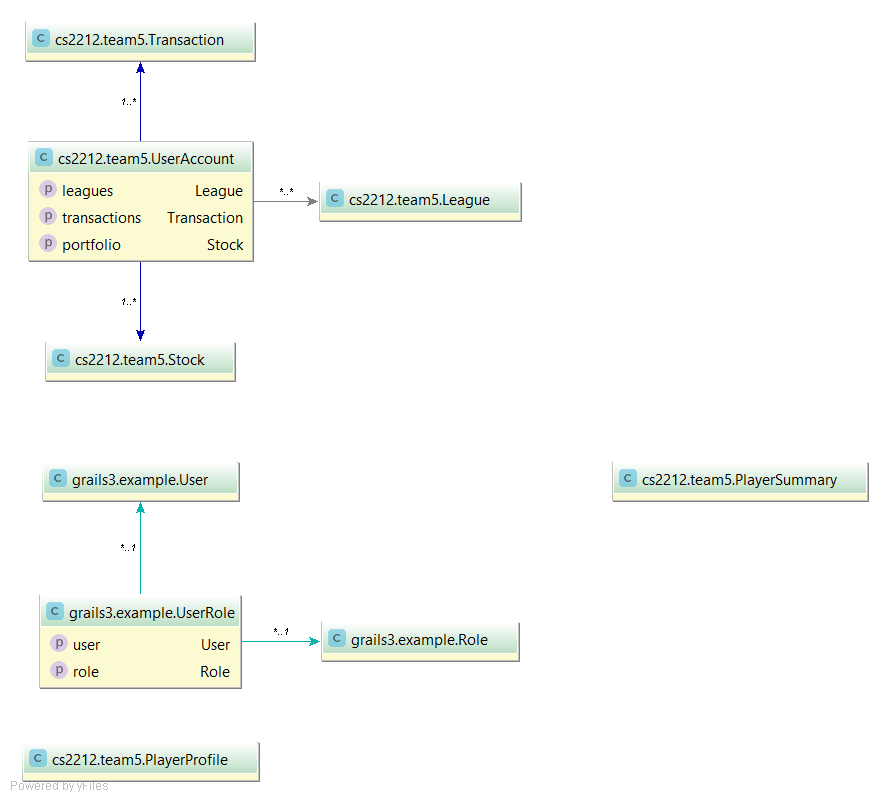 C cs2212.team5.Transaction
1..*
C cs2212.team5.UserAccount
p leagues League
p transactions Transaction
p portfolio Stock
*..*
C cs2212.team5.League
1..*
C cs2212.team5.Stock
C grails3.example.User
C cs2212.team5.PlayerSummary
*..1
C grails3.example.UserRole
p user User
p role Role
*..1
C grails3.example.Role
C cs2212.team5.PlayerProfile
Powered by yFiles